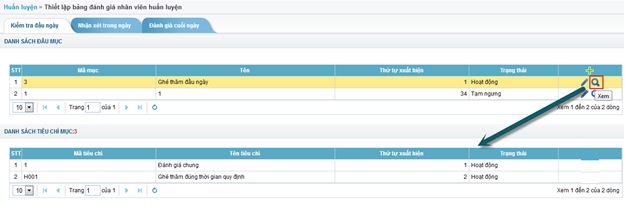 Huấn luyện » Thiết lập bảng đánh giá nhân viên huấn luyện
Kiểm tra đầu ngày Nhận xét trong ngày Đánh giá cuối ngày
DANH SÁCH ĐẦU MỤC
STT Mã mục Tên Thứ tự xuất hiện Trạng thái
1 3 Ghé thăm đầu ngày 1 Hoạt động
2 1 1 34 Tạm ngưng
Xem
10 Trang 1 của 1 Xem 1 đến 2 của 2 dòng
DANH SÁCH TIÊU CHÍ MỤC:3
STT Mã tiêu chí Tên tiêu chí Thứ tự xuất hiện Trạng thái
1 1 Đánh giá chung 1 Hoạt động
2 H001 Ghé thăm đúng thời gian quy định 2 Hoạt động
10 Trang 1 của 1 Xem 1 đến 2 của 2 dòng